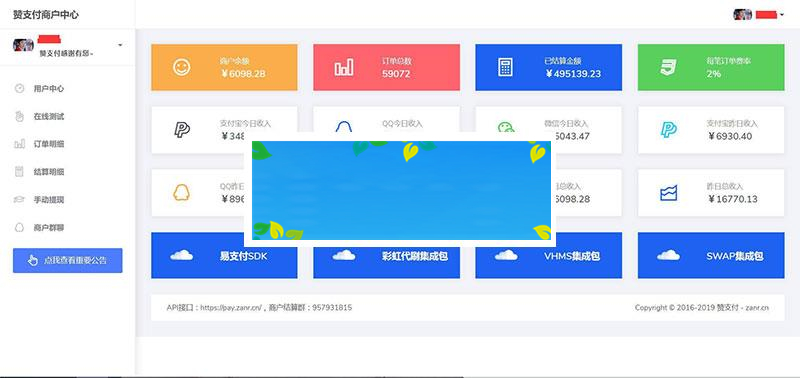 赞支付商户中心
赞支付感谢有您~
用户中心
在线测试
订单明细
结算明细
手动提现
商户群聊
点我查看重要公告
商户余额
￥6098.28
订单总数
59072
已结算金额
￥495139.23
每笔订单费率
2%
支付宝今日收入
￥348
QQ今日收入
微信今日收入
5043.47
支付宝昨日收入
￥6930.40
QQ昨日
￥896
日总收入
6098.28
昨日总收入
￥16770.13
易支付SDK
彩虹代刷集成包
VHMS集成包
SWAP集成包
API接口：https://pay.zanr.cn/，商户结算群：957931815
Copyright © 2016-2019 赞支付 - zanr.cn